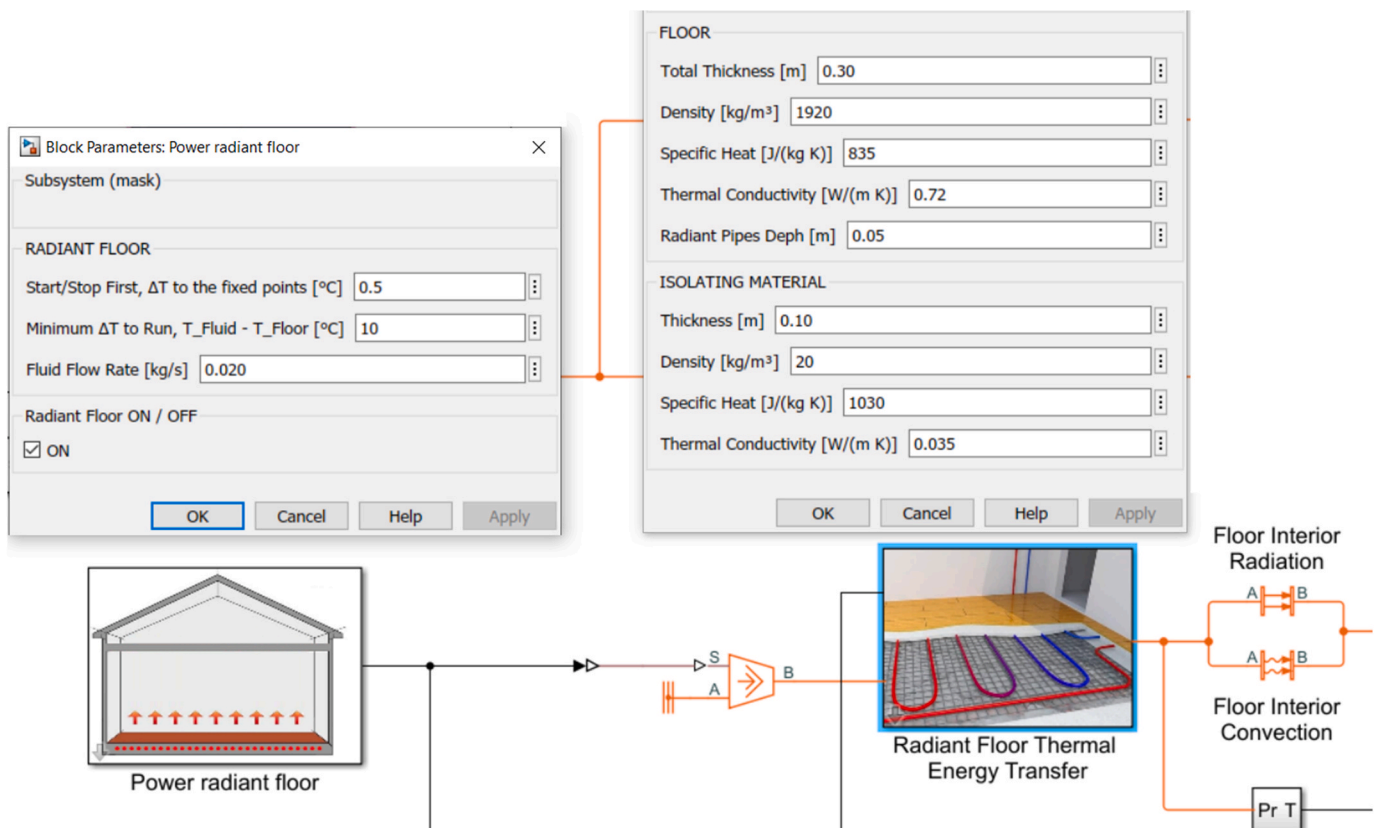 Block Parameters: Power radiant floor
Subsystem (mask)
RADIANT FLOOR
Start/Stop First, ΔT to the fixed points [ºC] 0.5
Minimum ΔT to Run, T_Fluid - T_Floor [ºC] 10
Fluid Flow Rate [kg/s] 0.020
Radiant Floor ON / OFF
ON
OK Cancel Help Apply
FLOOR
Total Thickness [m] 0.30
Density [kg/m³] 1920
Specific Heat [J/(kg K)] 835
Thermal Conductivity [W/(m K)] 0.72
Radiant Pipes Deph [m] 0.05
ISOLATING MATERIAL
Thickness [m] 0.10
Density [kg/m³] 20
Specific Heat [J/(kg K)] 1030
Thermal Conductivity [W/(m K)] 0.035
OK Cancel Help Apply
Power radiant floor
S
A
B
Radiant Floor Thermal
Energy Transfer
Floor Interior
Radiation
A B
A B
Floor Interior
Convection
Pr T